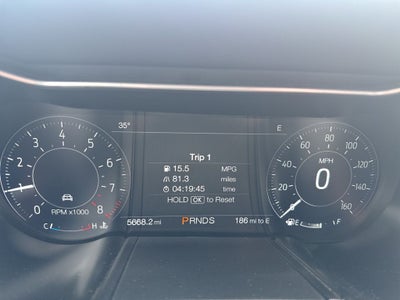 35°
E
Trip 1
15.5 MPG
81.3 miles
04:19:45 time
HOLD OK to Reset
0 1 2 3 4 5 6 7 8
RPM x1000
C H
0 20 40 60 80 100 120 140 160
MPH
0
E F
5668.2 mi
PRNDS
186 mi to E